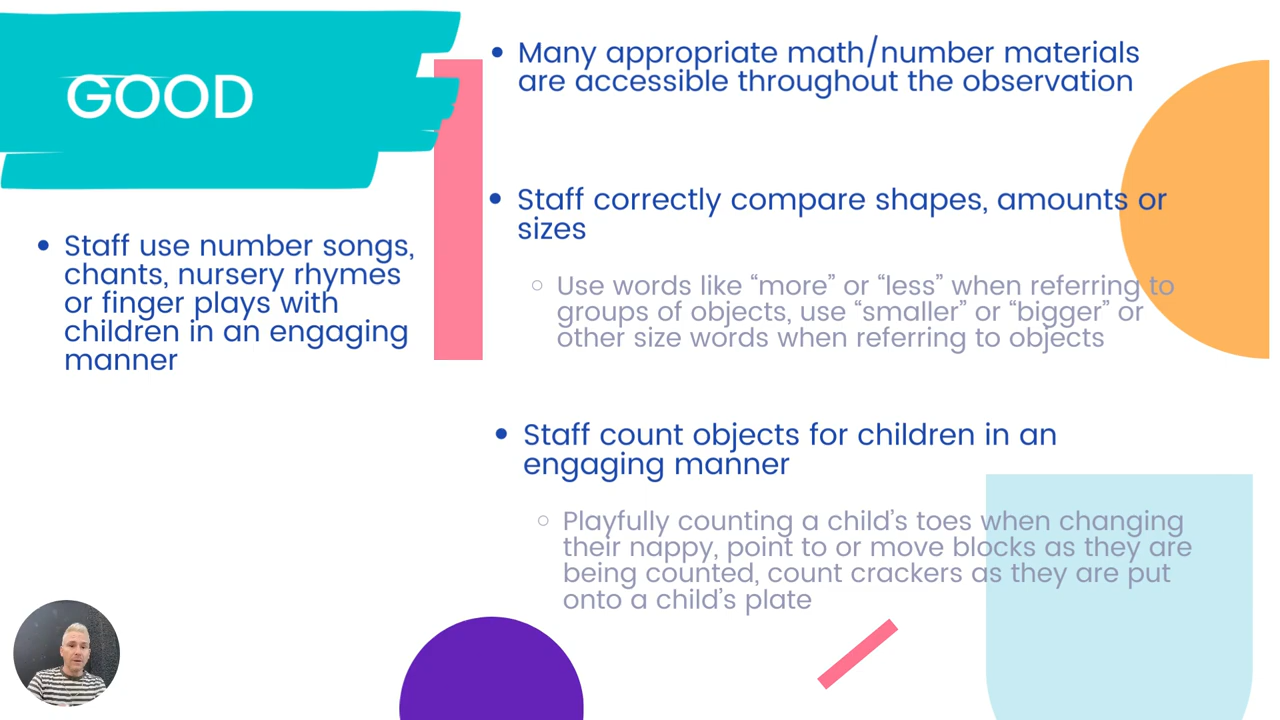 GOOD
• Staff use number songs,
chants, nursery rhymes
or finger plays with
children in an engaging
manner
• Many appropriate math/number materials
are accessible throughout the observation
• Staff correctly compare shapes, amounts or
sizes
○ Use words like “more” or “less” when referring to
groups of objects, use “smaller” or “bigger” or
other size words when referring to objects
• Staff count objects for children in an
engaging manner
○ Playfully counting a child’s toes when changing
their nappy, point to or move blocks as they are
being counted, count crackers as they are put
onto a child’s plate